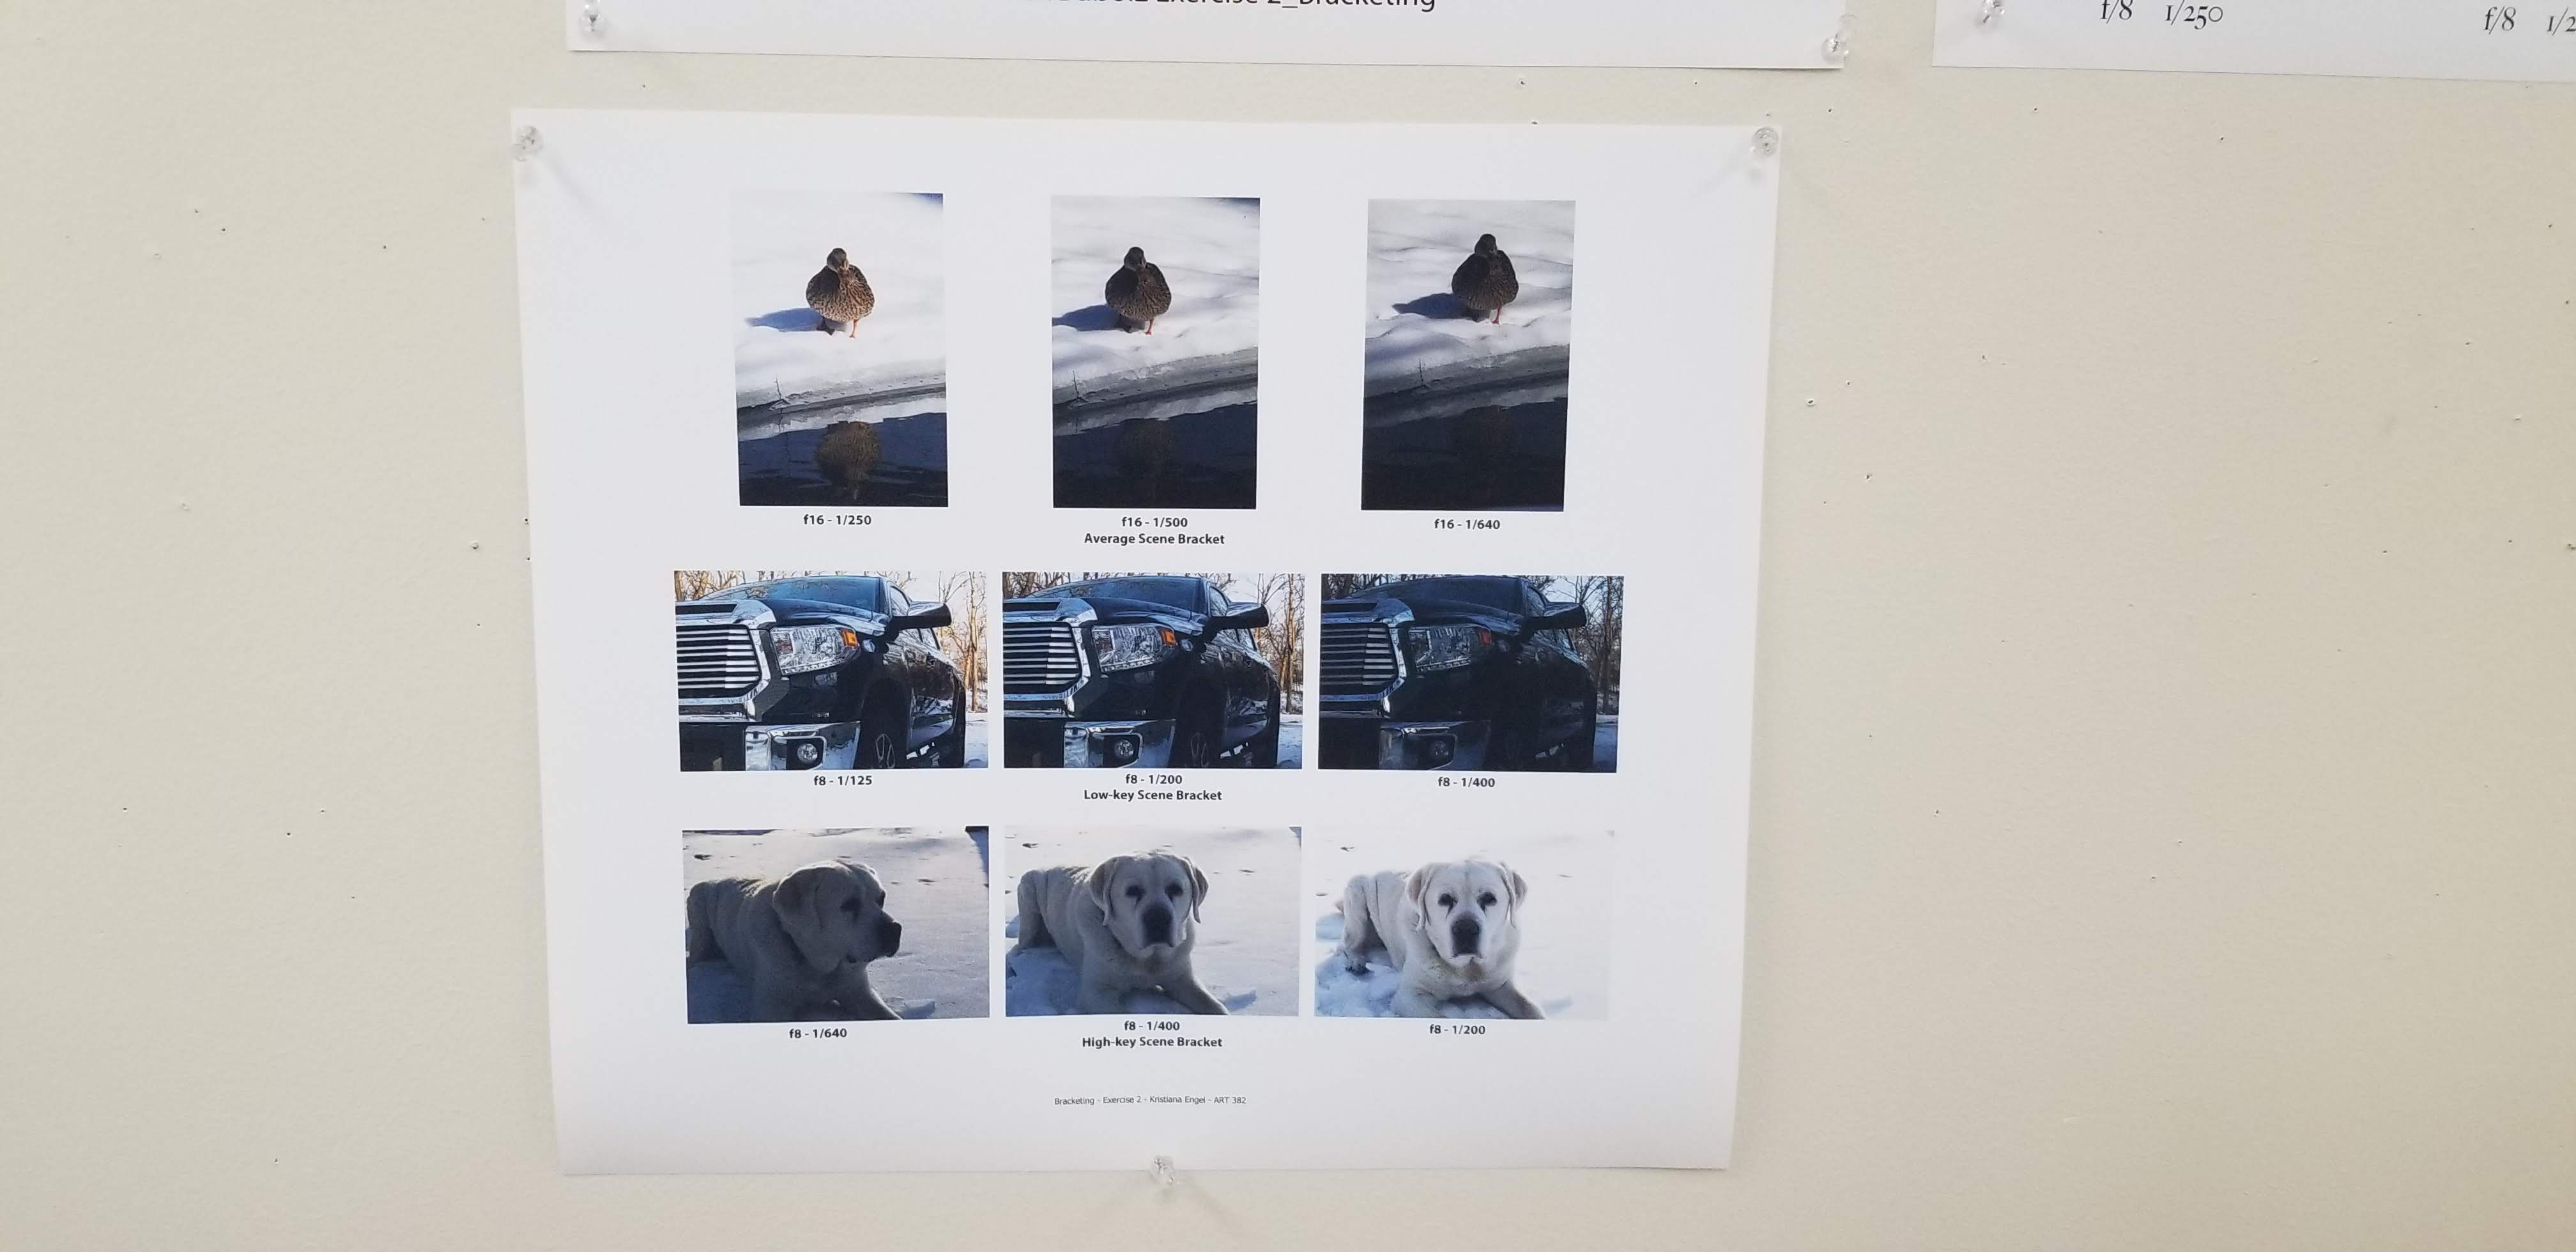 Exercise 2_Bracketing
f/8 1/250
f/8
f16 - 1/250
f16 - 1/500
f16 - 1/640
Average Scene Bracket
f8 - 1/125
f8 - 1/200
f8 - 1/400
Low-key Scene Bracket
f8 - 1/640
f8 - 1/400
f8 - 1/200
High-key Scene Bracket
Bracketing - Exercise 2 - Kristiana Engel - ART 382